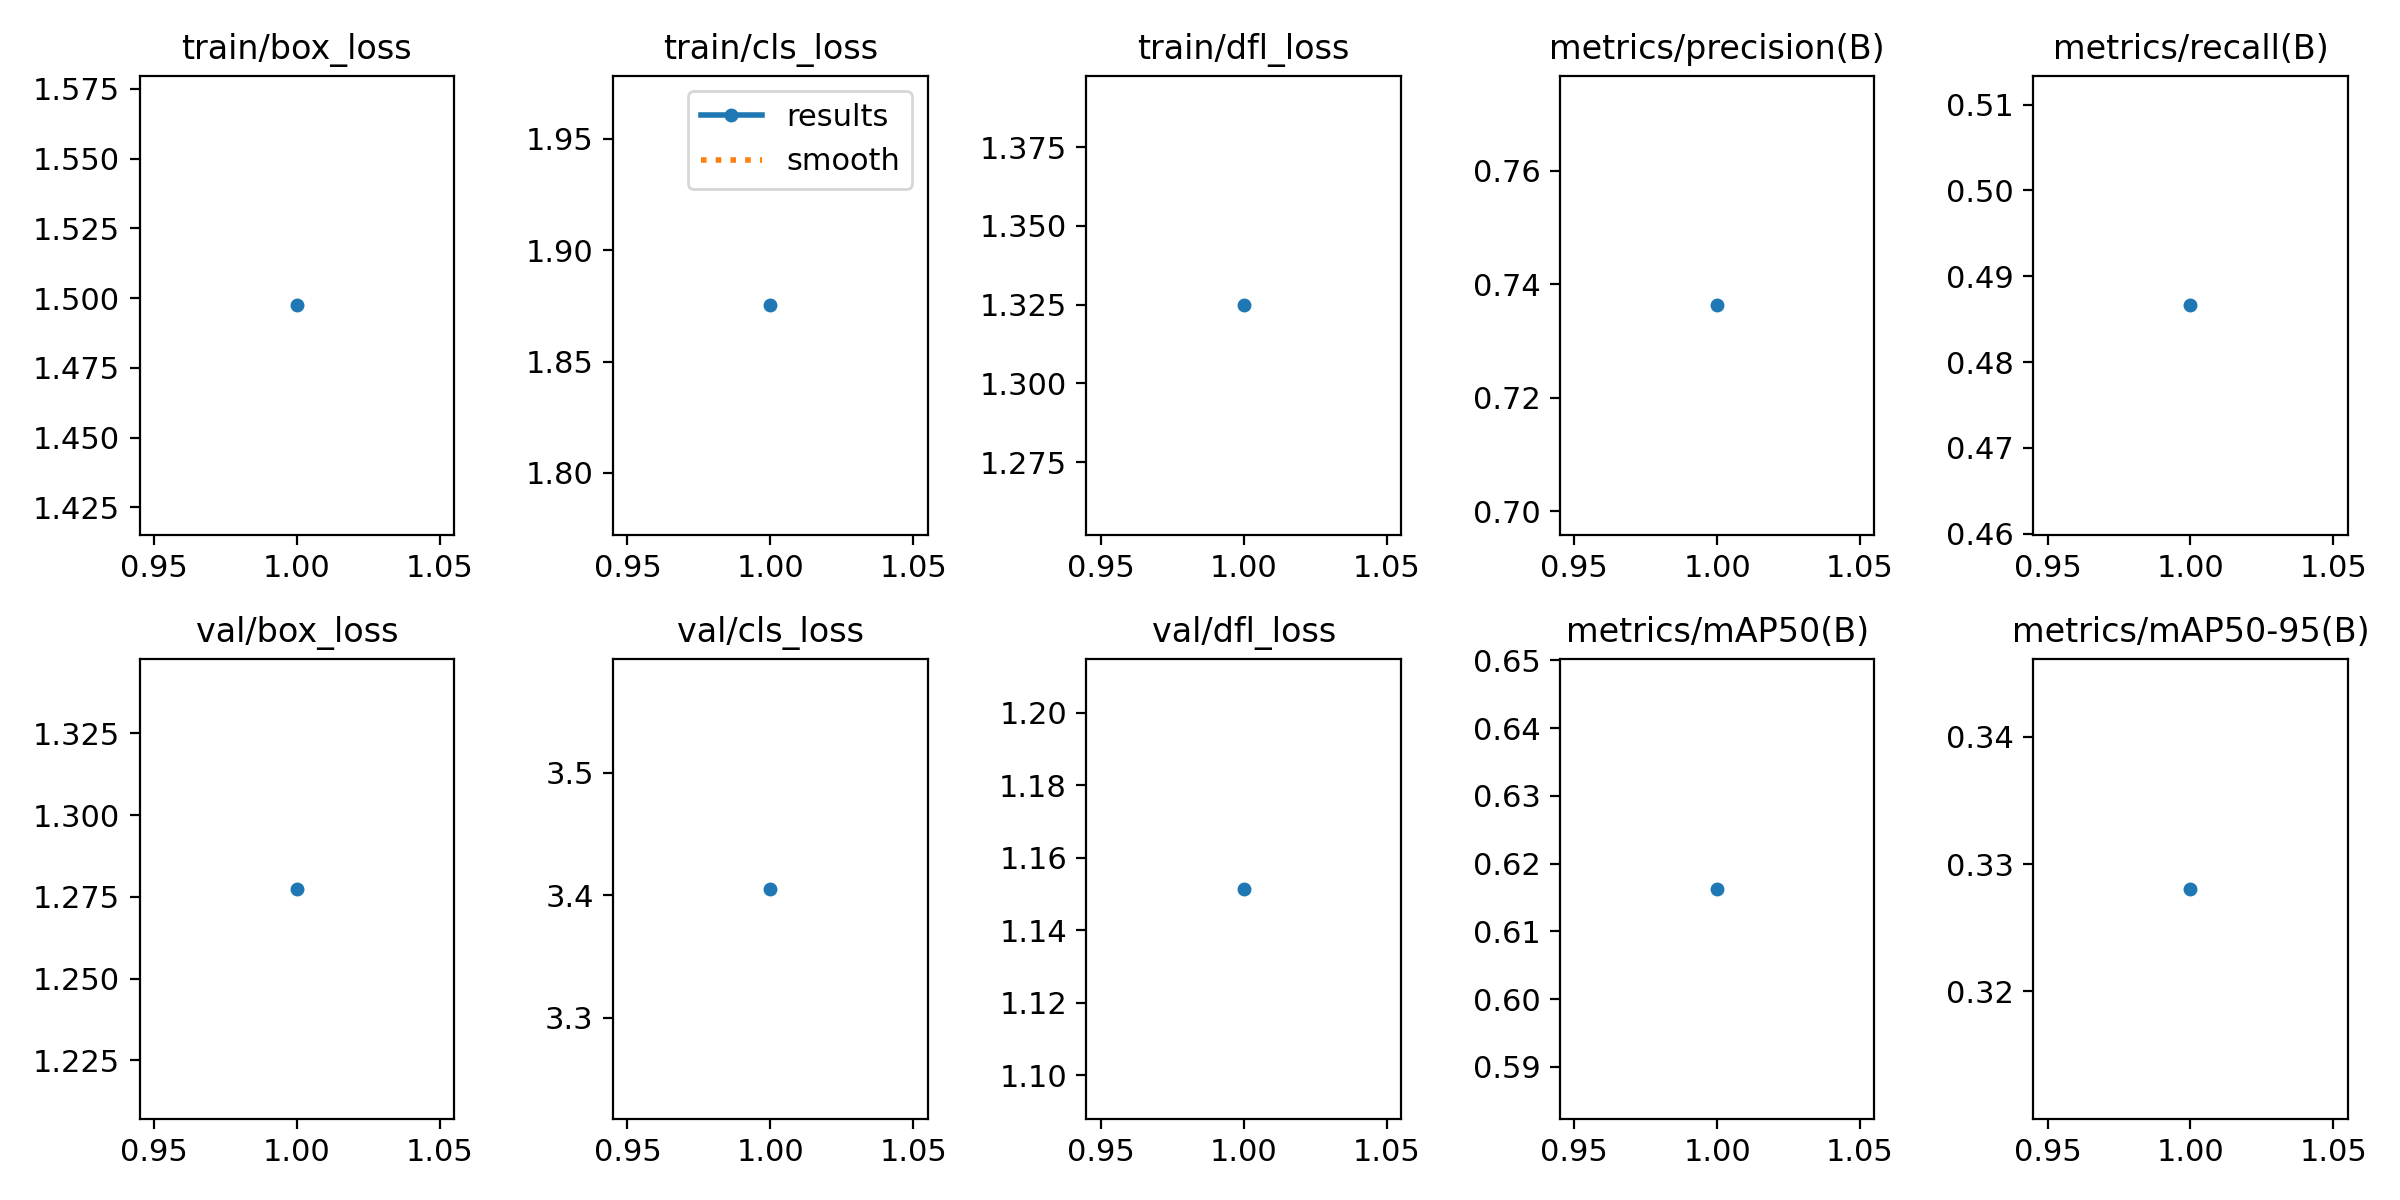 train/box_loss
1.575
1.550
1.525
1.500
1.475
1.450
1.425
0.95 1.00 1.05
train/cls_loss
results
smooth
1.95
1.90
1.85
1.80
0.95 1.00 1.05
train/dfl_loss
1.375
1.350
1.325
1.300
1.275
0.95 1.00 1.05
metrics/precision(B)
0.76
0.74
0.72
0.70
0.95 1.00 1.05
metrics/recall(B)
0.51
0.50
0.49
0.48
0.47
0.46
0.95 1.00 1.05
val/box_loss
1.325
1.300
1.275
1.250
1.225
0.95 1.00 1.05
val/cls_loss
3.5
3.4
3.3
0.95 1.00 1.05
val/dfl_loss
1.20
1.18
1.16
1.14
1.12
1.10
0.95 1.00 1.05
metrics/mAP50(B)
0.65
0.64
0.63
0.62
0.61
0.60
0.59
0.95 1.00 1.05
metrics/mAP50-95(B)
0.34
0.33
0.32
0.95 1.00 1.05